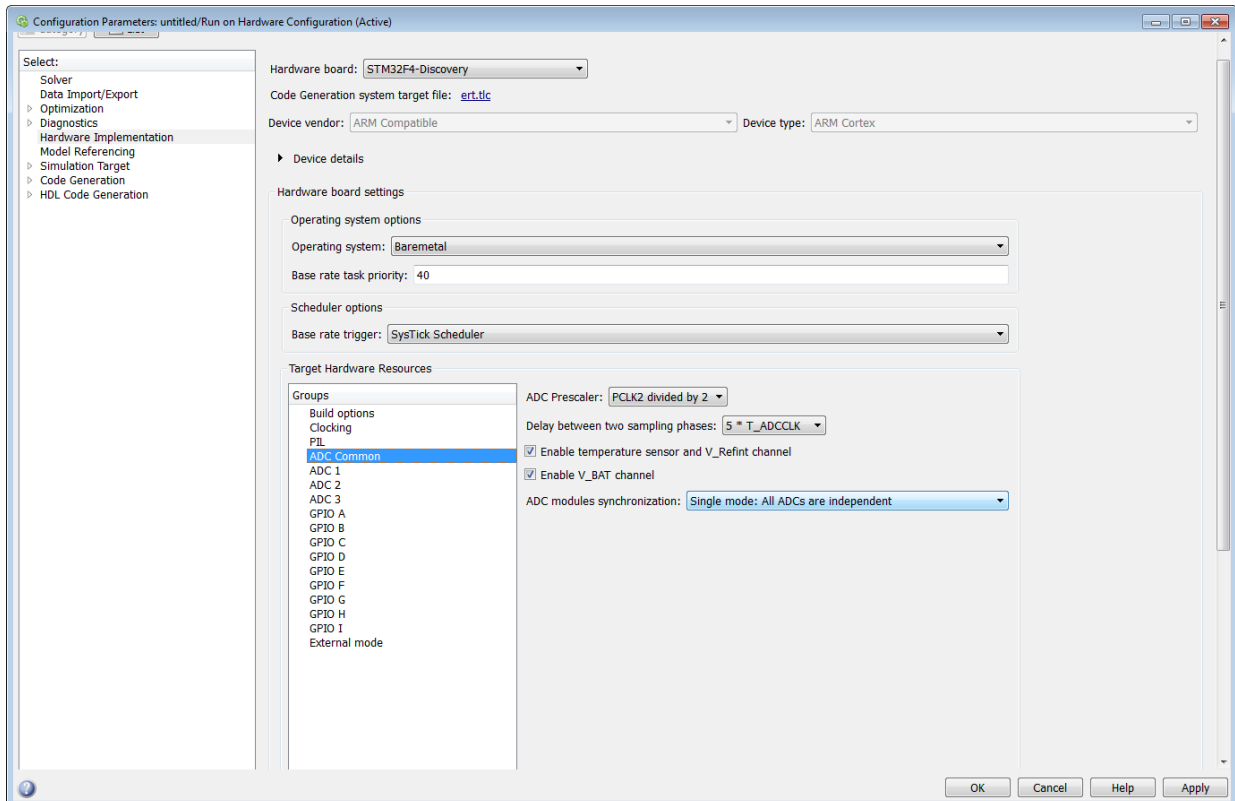 Configuration Parameters: untitled/Run on Hardware Configuration (Active)
Select:
Solver
Data Import/Export
Optimization
Diagnostics
Hardware Implementation
Model Referencing
Simulation Target
Code Generation
HDL Code Generation
Hardware board: STM32F4-Discovery
Code Generation system target file: ert.tlc
Device vendor: ARM Compatible Device type: ARM Cortex
Device details
Hardware board settings
Operating system options
Operating system: Baremetal
Base rate task priority: 40
Scheduler options
Base rate trigger: SysTick Scheduler
Target Hardware Resources
Groups
Build options
Clocking
PIL
ADC Common
ADC 1
ADC 2
ADC 3
GPIO A
GPIO B
GPIO C
GPIO D
GPIO E
GPIO F
GPIO G
GPIO H
GPIO I
External mode
ADC Prescaler: PCLK2 divided by 2
Delay between two sampling phases: 5 * T_ADCCLK
Enable temperature sensor and V_Refint channel
Enable V_BAT channel
ADC modules synchronization: Single mode: All ADCs are independent
OK Cancel Help Apply